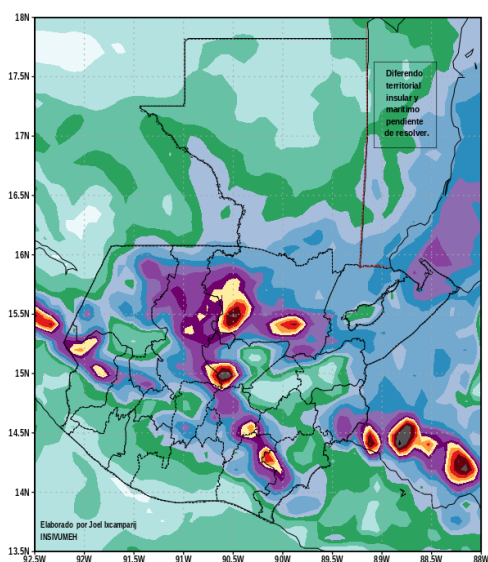 18N
17.5N
17N
16.5N
16N
15.5N
15N
14.5N
14N
13.5N
Diferendo
territorial
insular y
marítimo
pendiente
de resolver.
Elaborado por Joel Ixcamparij
INSIVUMEH
92.5W 92W 91.5W 91W 90.5W 90W 89.5W 89W 88.5W 88W